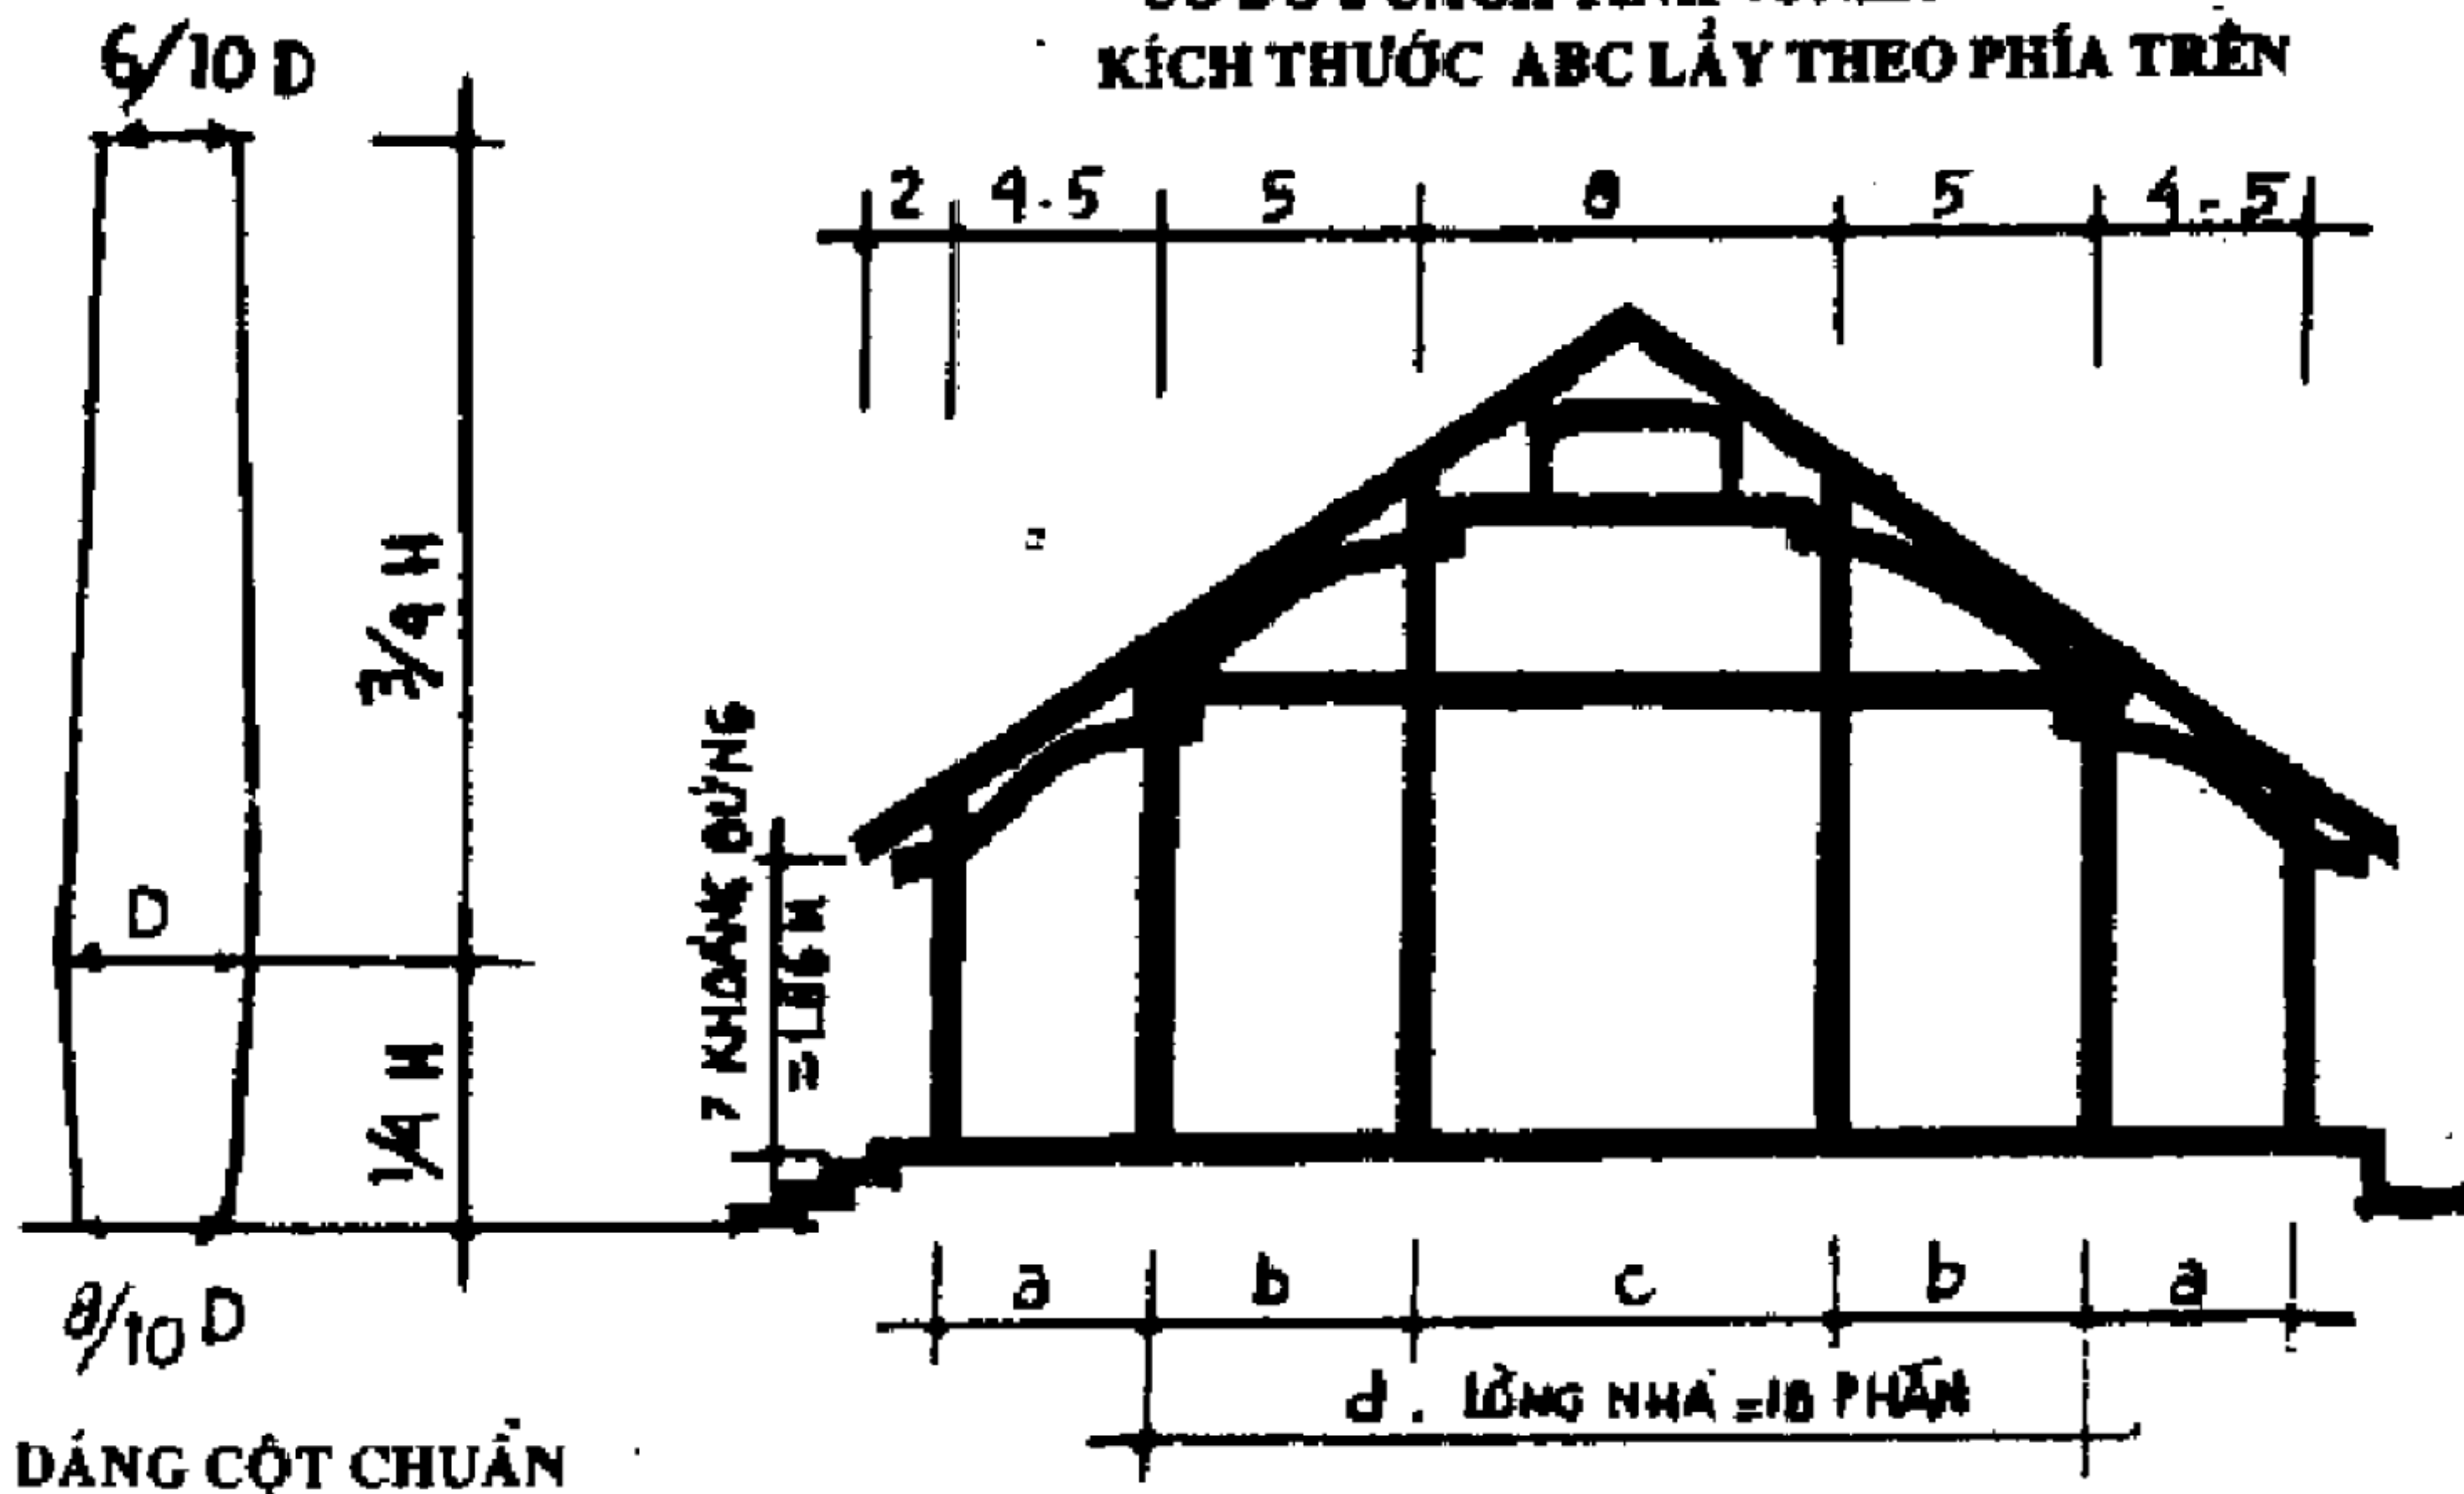 6/10 D
KÍCH THƯỚC ABC LẤY THEO PHÍA TRÊN
2 4.5 5 8 5 4.5
3/4 H
D
1/4 H
8/10 D
DÁNG CỘT CHUẨN
7 KHOẢNG
a b c b a
d. LÒNG NHÀ =18 PHẦN